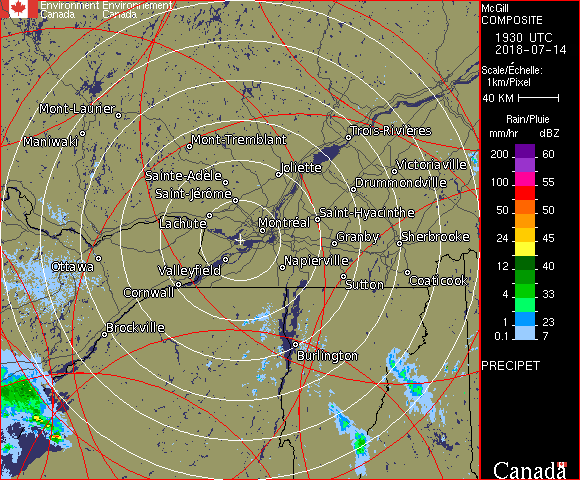 Environment Environnement
Canada Canada
McGill
COMPOSITE
1930 UTC
2018-07-14
Scale/Échelle:
1km/Pixel
40 KM
Rain/Pluie
mm/hr dBZ
200 60
100 55
50 50
24 45
12 40
4 33
1 23
0.1 7
PRECIPET
Canada
Mont-Laurier
Maniwaki
Mont-Tremblant
Trois-Rivières
Joliette
Victoriaville
Sainte-Adèle
Drummondville
Saint-Jérôme
Lachute
Montréal
Saint-Hyacinthe
Granby
Sherbrooke
Ottawa
Valleyfield
Napierville
Cornwall
Sutton
Coaticook
Brockville
Burlington